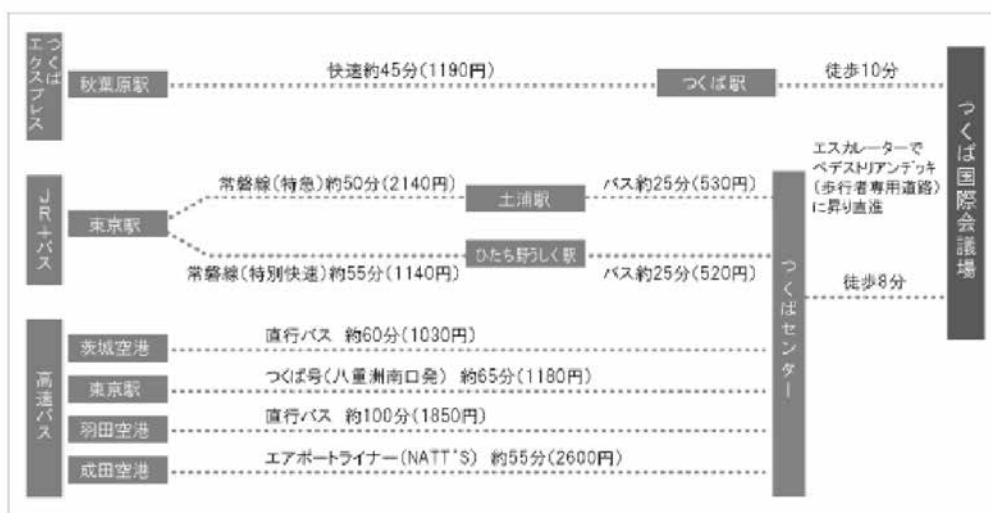 つくば
エクスプレス
秋葉原駅
快速約45分(1190円)
つくば駅
徒歩10分
つくば国際会議場
JR+バス
東京駅
常磐線(特急)約50分(2140円)
土浦駅
バス約25分(530円)
エスカレーターで
ペデストリアンデッキ
(歩行者専用道路)
に昇り直進
常磐線(特別快速)約55分(1140円)
ひたち野うしく駅
バス約25分(520円)
つくばセンター
徒歩8分
高速バス
茨城空港
直行バス 約60分(1030円)
東京駅
つくば号(八重洲南口発) 約65分(1180円)
羽田空港
直行バス 約100分(1850円)
成田空港
エアポートライナー(NATT'S) 約55分(2600円)